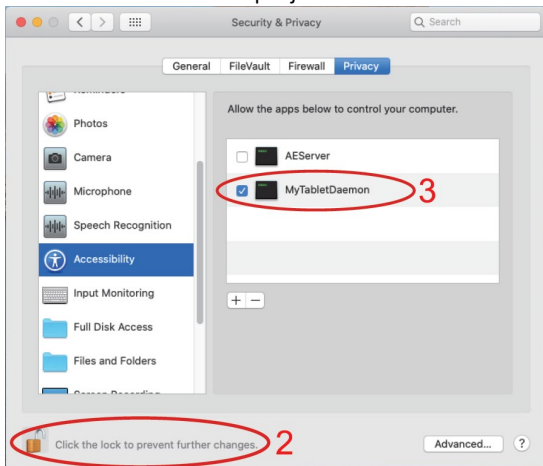 Security & Privacy
Search
General FileVault Firewall Privacy
Photos
Camera
Microphone
Speech Recognition
Accessibility
Input Monitoring
Full Disk Access
Files and Folders
Allow the apps below to control your computer.
AEServer
MyTabletDaemon
3
+ −
Click the lock to prevent further changes.
2
Advanced...
?